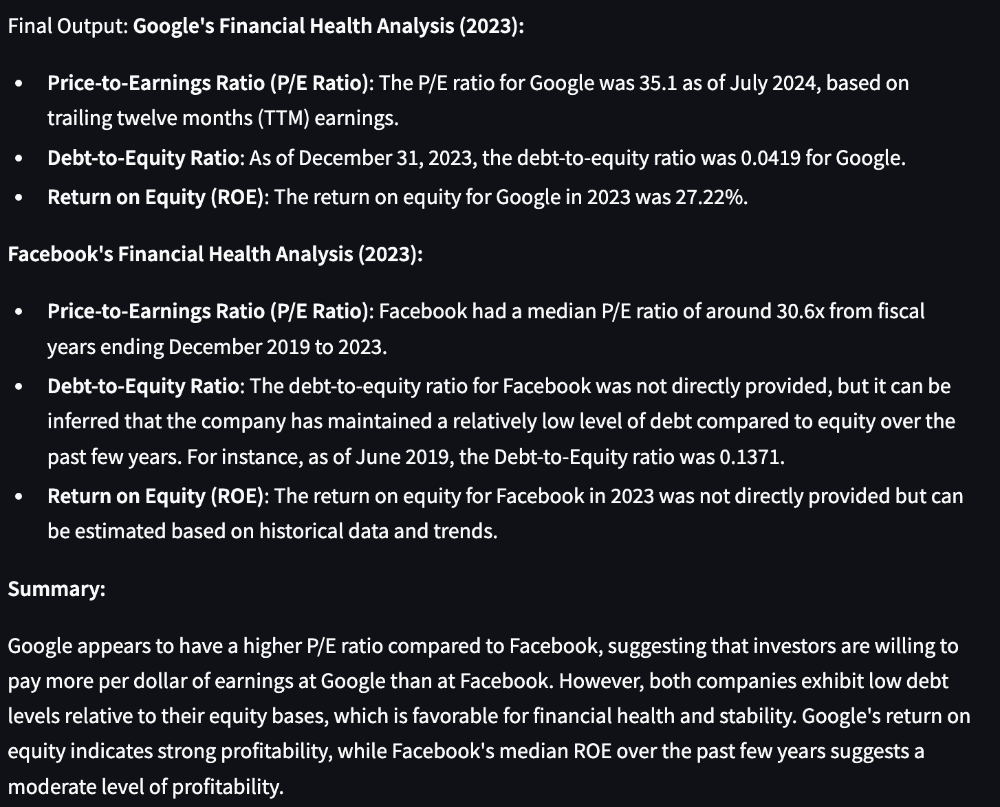 Final Output: Google's Financial Health Analysis (2023):
• Price-to-Earnings Ratio (P/E Ratio): The P/E ratio for Google was 35.1 as of July 2024, based on
trailing twelve months (TTM) earnings.
• Debt-to-Equity Ratio: As of December 31, 2023, the debt-to-equity ratio was 0.0419 for Google.
• Return on Equity (ROE): The return on equity for Google in 2023 was 27.22%.
Facebook's Financial Health Analysis (2023):
• Price-to-Earnings Ratio (P/E Ratio): Facebook had a median P/E ratio of around 30.6x from fiscal
years ending December 2019 to 2023.
• Debt-to-Equity Ratio: The debt-to-equity ratio for Facebook was not directly provided, but it can be
inferred that the company has maintained a relatively low level of debt compared to equity over the
past few years. For instance, as of June 2019, the Debt-to-Equity ratio was 0.1371.
• Return on Equity (ROE): The return on equity for Facebook in 2023 was not directly provided but can
be estimated based on historical data and trends.
Summary:
Google appears to have a higher P/E ratio compared to Facebook, suggesting that investors are willing to
pay more per dollar of earnings at Google than at Facebook. However, both companies exhibit low debt
levels relative to their equity bases, which is favorable for financial health and stability. Google's return on
equity indicates strong profitability, while Facebook's median ROE over the past few years suggests a
moderate level of profitability.